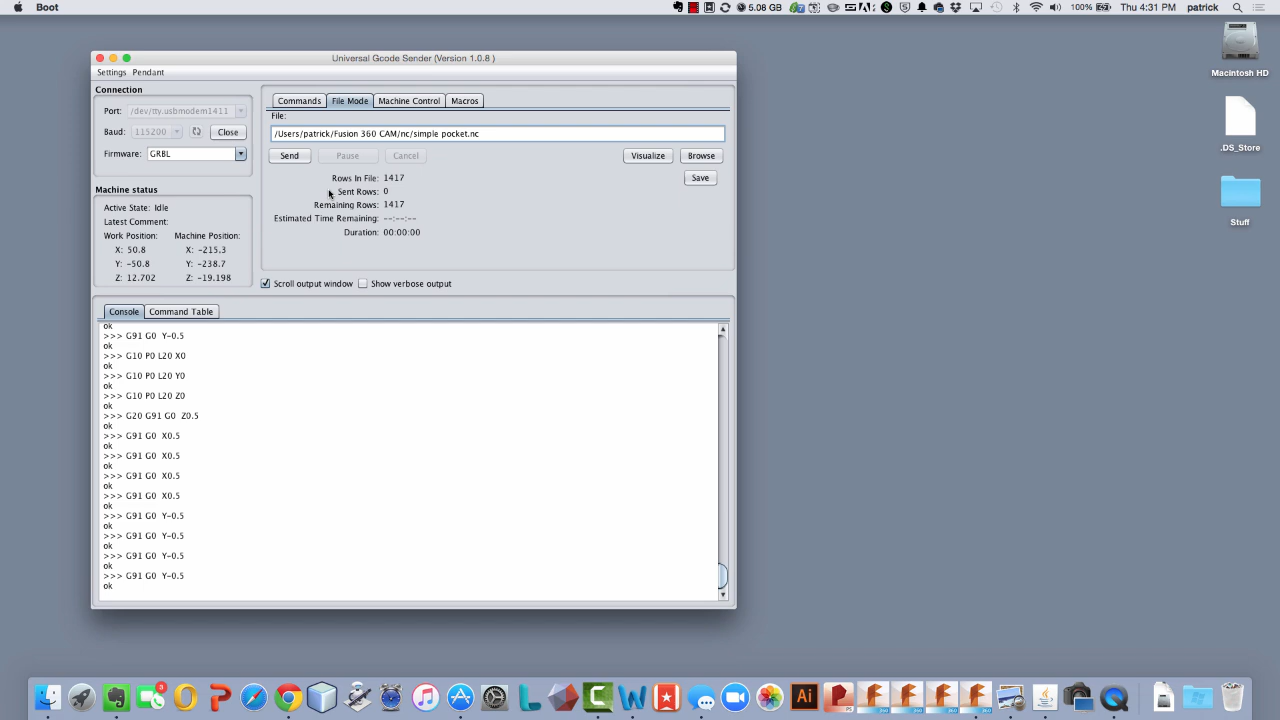 Boot
5.08 GB
100%
Thu 4:31 PM
patrick
Universal Gcode Sender (Version 1.0.8 )
Settings Pendant
Connection
Port: /dev/tty.usbmodem1411
Baud: 115200 Close
Firmware: GRBL
Machine status
Active State: Idle
Latest Comment:
Work Position: Machine Position:
X: 50.8 X: -215.3
Y: -50.8 Y: -238.7
Z: 12.702 Z: -19.198
Commands File Mode Machine Control Macros
File:
/Users/patrick/Fusion 360 CAM/nc/simple pocket.nc
Send Pause Cancel Visualize Browse
Save
Rows In File: 1417
Sent Rows: 0
Remaining Rows: 1417
Estimated Time Remaining: --:--:--
Duration: 00:00:00
Scroll output window Show verbose output
Console Command Table
ok
>>> G91 G0 Y-0.5
ok
>>> G10 P0 L20 X0
ok
>>> G10 P0 L20 Y0
ok
>>> G10 P0 L20 Z0
ok
>>> G20 G91 G0 Z0.5
ok
>>> G91 G0 X0.5
ok
>>> G91 G0 X0.5
ok
>>> G91 G0 X0.5
ok
>>> G91 G0 X0.5
ok
>>> G91 G0 Y-0.5
ok
>>> G91 G0 Y-0.5
ok
>>> G91 G0 Y-0.5
ok
>>> G91 G0 Y-0.5
ok
Macintosh HD
.DS_Store
Stuff
3
Ai